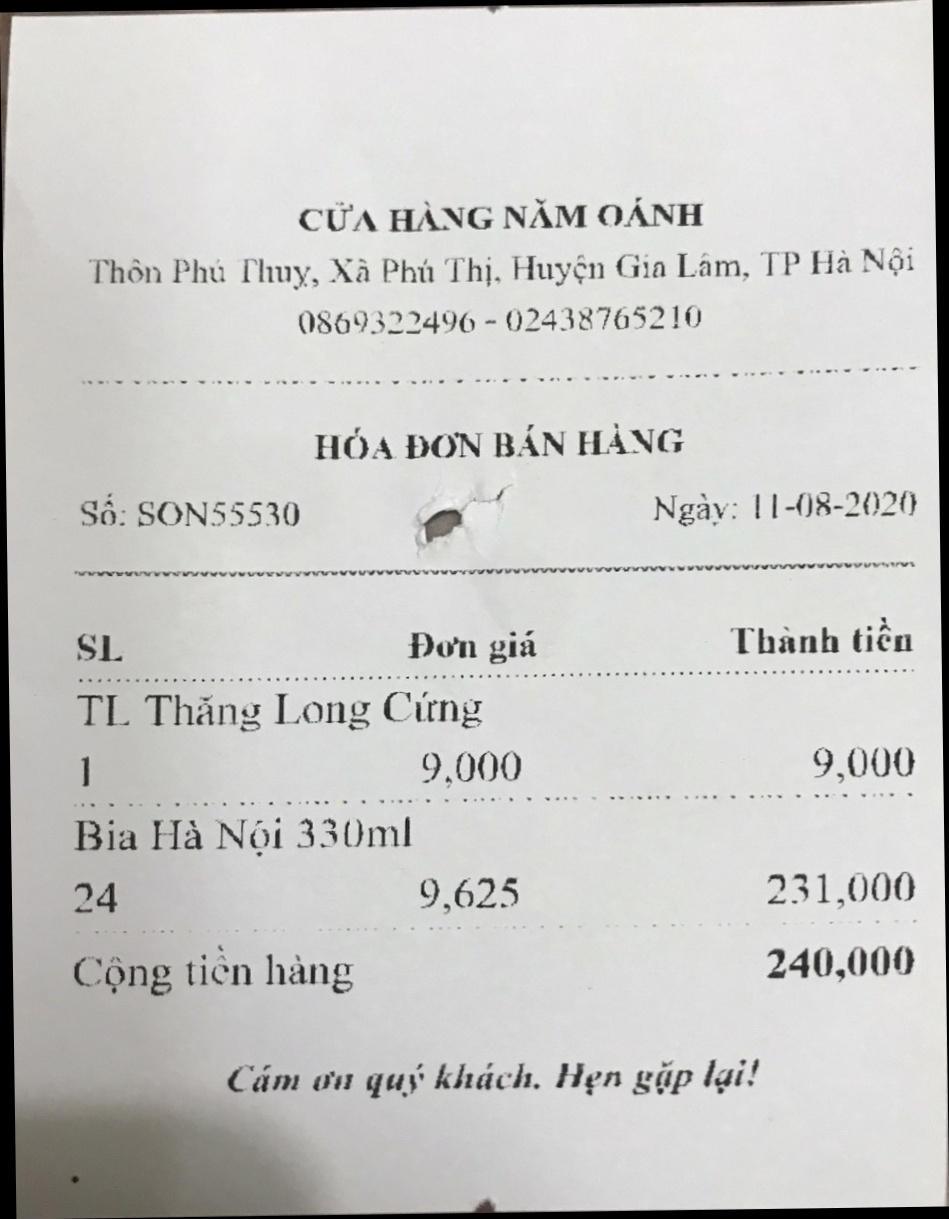 CỬA HÀNG NĂM OÁNH
Thôn Phú Thuỵ, Xã Phú Thị, Huyện Gia Lâm, TP Hà Nội
0869322496 - 02438765210
HÓA ĐƠN BÁN HÀNG
Số: SON55530 Ngày: 11-08-2020
SL Đơn giá Thành tiền
TL Thăng Long Cứng
1 9,000 9,000
Bia Hà Nội 330ml
24 9,625 231,000
Cộng tiền hàng 240,000
Cám ơn quý khách. Hẹn gặp lại!